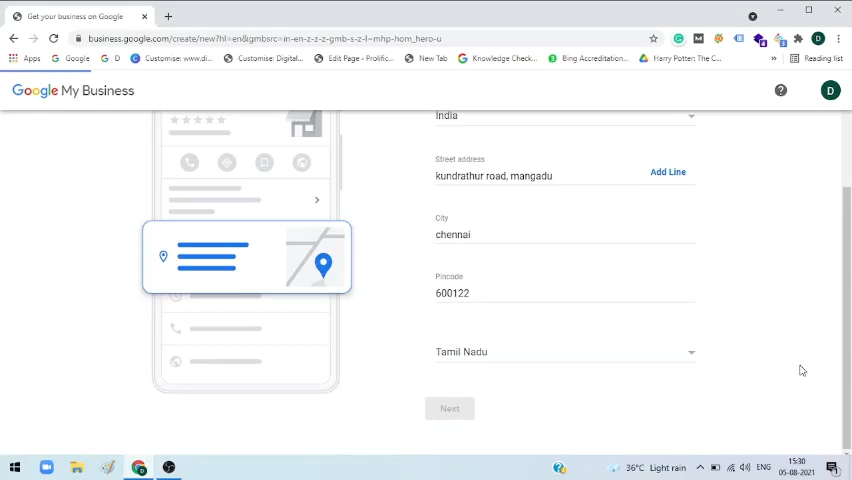 Get your business on Google
business.google.com/create/new?hl=en&gmbsrc=in-en-z-z-z-gmb-s-z-l~mhp-hom_hero-u
Apps
Google
G D
Customise: www.di...
Customise: Digital...
Edit Page - Prolific...
New Tab
Knowledge Check...
Bing Accreditation...
Harry Potter: The C...
»
Reading list
Google My Business
D
India
Street address
kundrathur road, mangadu
Add Line
City
chennai
Pincode
600122
Tamil Nadu
Next
36°C Light rain
ENG
15:30
05-08-2021